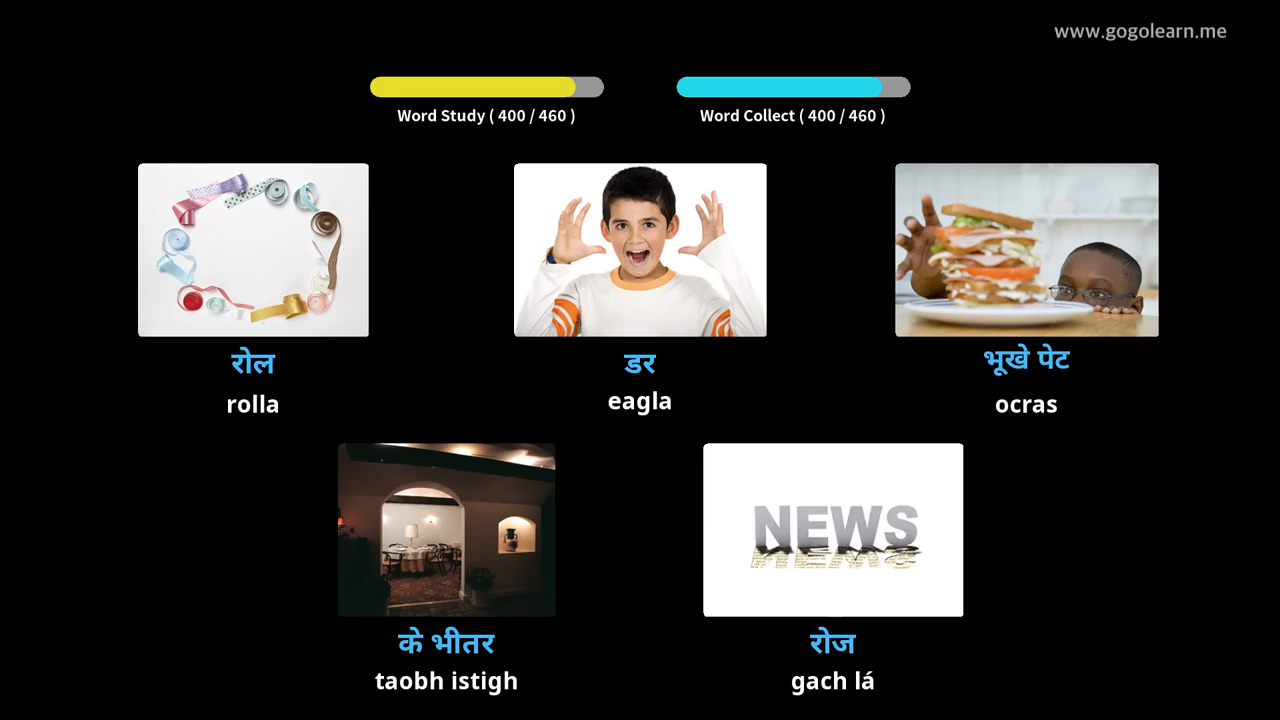 www.gogolearn.me
Word Study ( 400 / 460 )
Word Collect ( 400 / 460 )
रोल
rolla
डर
eagla
भूखे पेट
ocras
के भीतर
taobh istigh
NEWS
रोज
gach lá